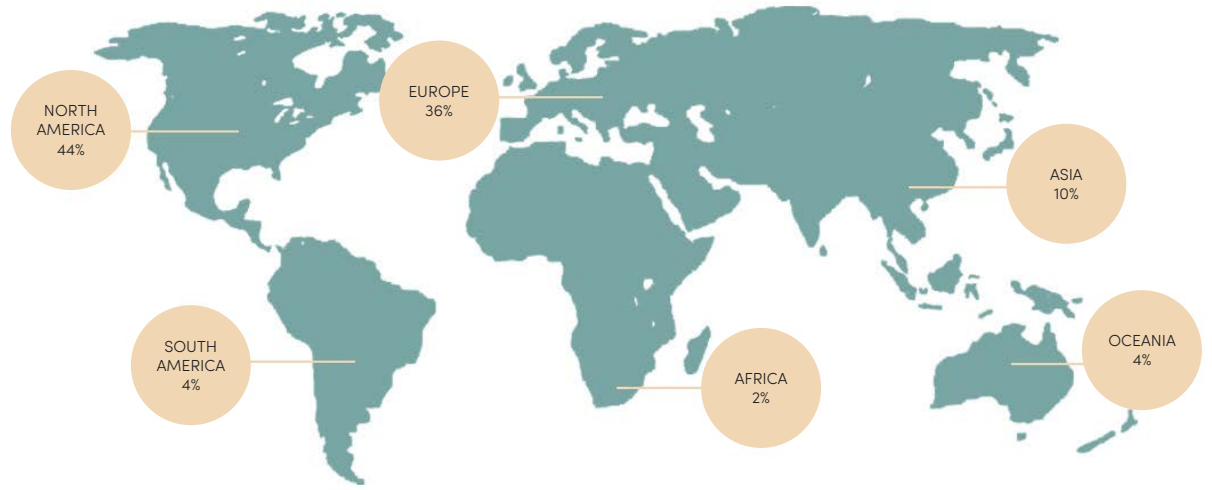 NORTH
AMERICA
44%
EUROPE
36%
ASIA
10%
SOUTH
AMERICA
4%
AFRICA
2%
OCEANIA
4%